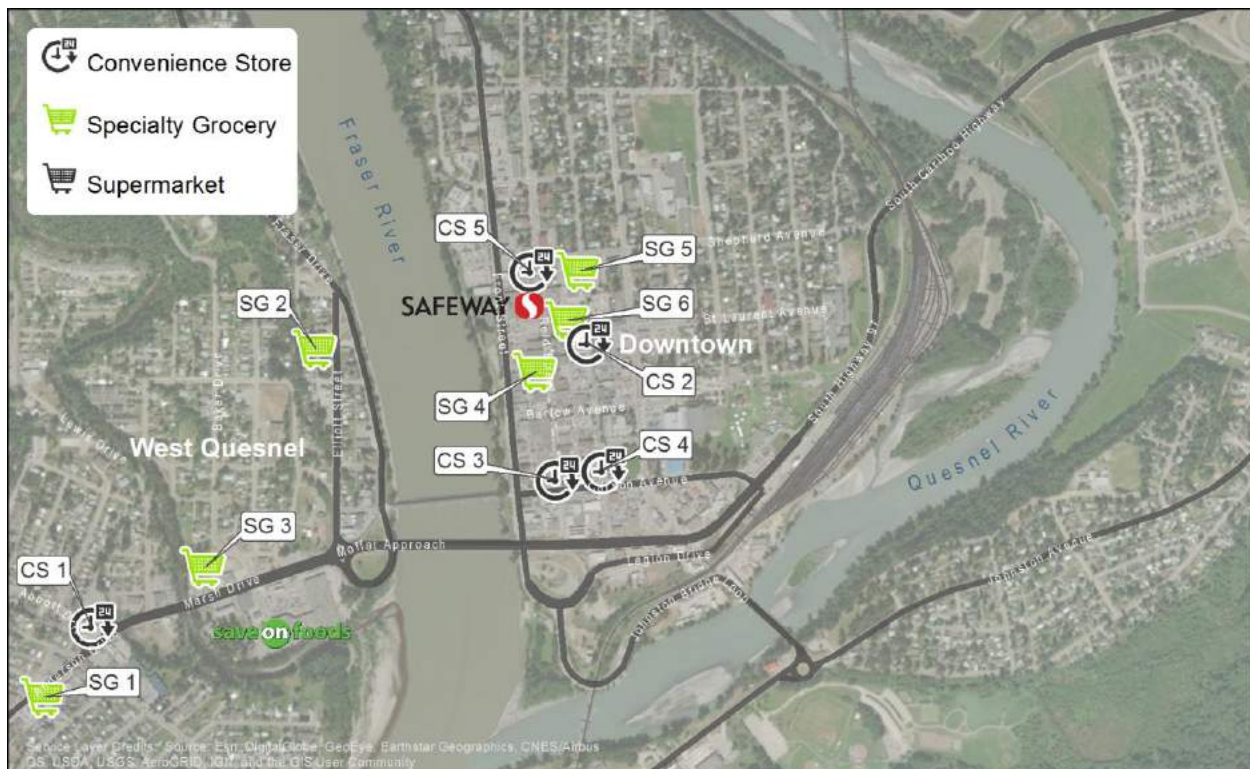 Convenience Store
Specialty Grocery
Supermarket
Fraser River
South Cariboo Highway
Shepherd Avenue
CS 5
SG 5
SAFEWAY
SG 6
St Laurent Avenue
SG 2
Downtown
CS 2
SG 4
Barlow Avenue
South Highway 97
Elliott Street
Baker Drive
Lewis Drive
West Quesnel
CS 3
CS 4
Quesnel River
SG 3
Moffat Approach
Legion Drive
Johnston Avenue
Johnston Bridge Loop
CS 1
Marsh Drive
save on foods
SG 1
Service Layer Credits: Source: Esri, DigitalGlobe, GeoEye, Earthstar Geographics, CNES/Airbus
DS, USDA, USGS, AeroGRID, IGN, and the GIS User Community